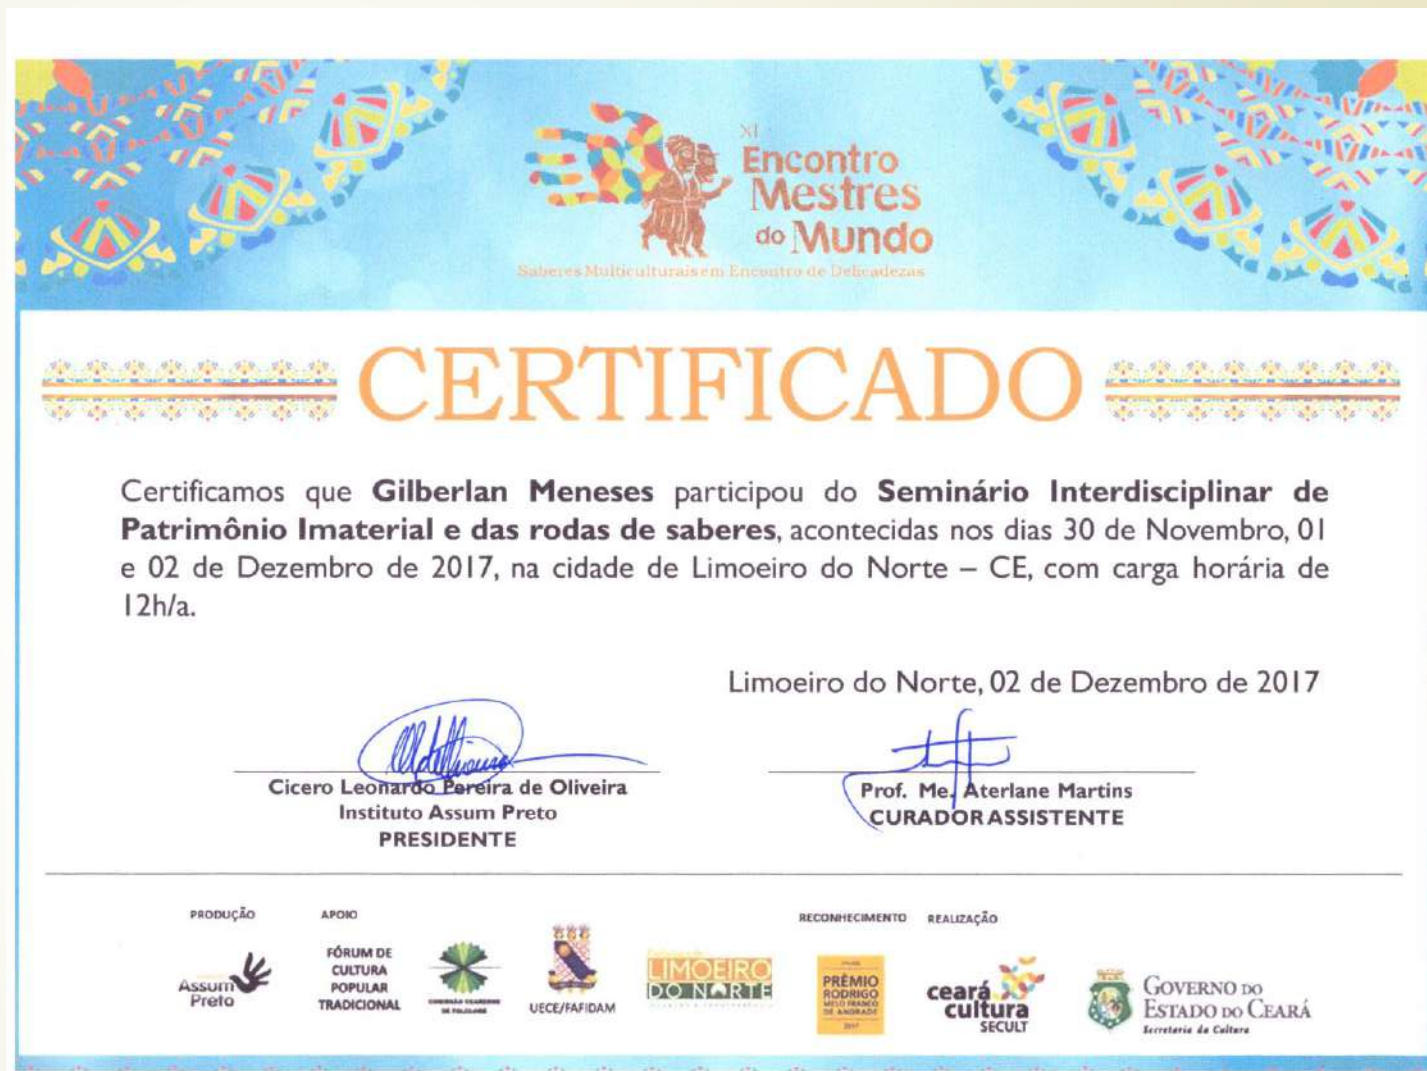 XI
Encontro
Mestres
do Mundo
Saberes Multiculturais em Encontro de Delicadezas
CERTIFICADO
Certificamos que Gilberlan Meneses participou do Seminário Interdisciplinar de
Patrimônio Imaterial e das rodas de saberes, acontecidas nos dias 30 de Novembro, 01
e 02 de Dezembro de 2017, na cidade de Limoeiro do Norte – CE, com carga horária de
12h/a.
Limoeiro do Norte, 02 de Dezembro de 2017
Cicero Leonardo Pereira de Oliveira
Instituto Assum Preto
PRESIDENTE
Prof. Me. Aterlane Martins
CURADOR ASSISTENTE
PRODUÇÃO
Assum
Preto
APOIO
FÓRUM DE
CULTURA
POPULAR
TRADICIONAL
COMISSÃO CEARENSE
DE FOLCLORE
UECE/FAFIDAM
LIMOEIRO
DO NORTE
RECONHECIMENTO
PRÊMIO
RODRIGO
MELO FRANCO
DE ANDRADE
2017
REALIZAÇÃO
ceará
cultura
SECULT
GOVERNO DO
ESTADO DO CEARÁ
Secretaria da Cultura